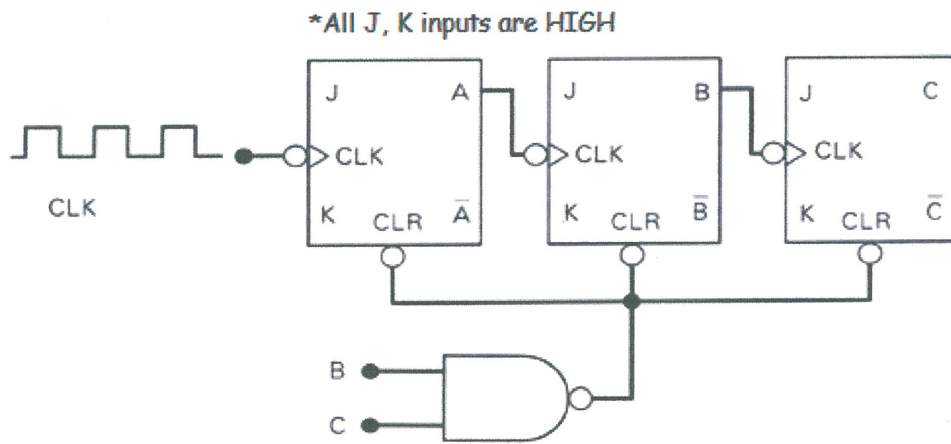 *All J, K inputs are HIGH
J A J B J C
CLK CLK CLK
CLK
K A̅ K B̅ K C̅
CLR CLR CLR
B
C